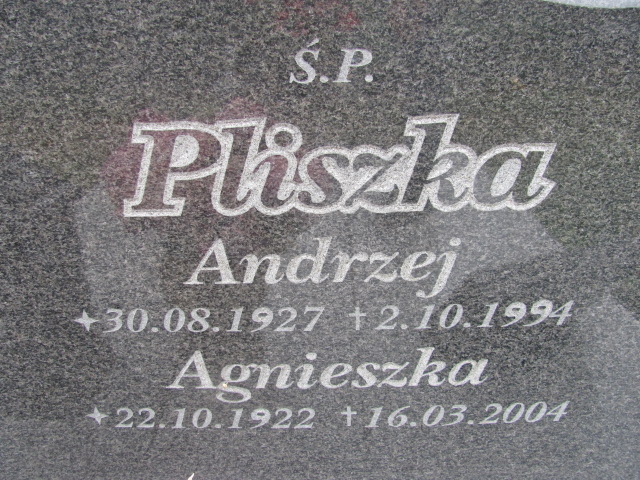 Ś.P.
Pliszka
Andrzej
✦30.08.1927 †2.10.1994
Agnieszka
✦22.10.1922 †16.03.2004